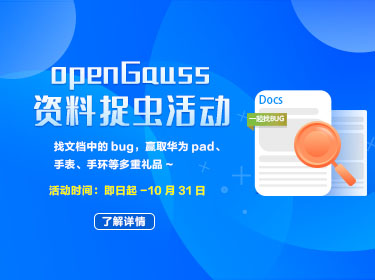 openGauss
资料捉虫活动
找文档中的 bug，赢取华为 pad、
手表、手环等多重礼品~
活动时间：即日起 –10 月 31 日
了解详情
Docs
一起找BUG